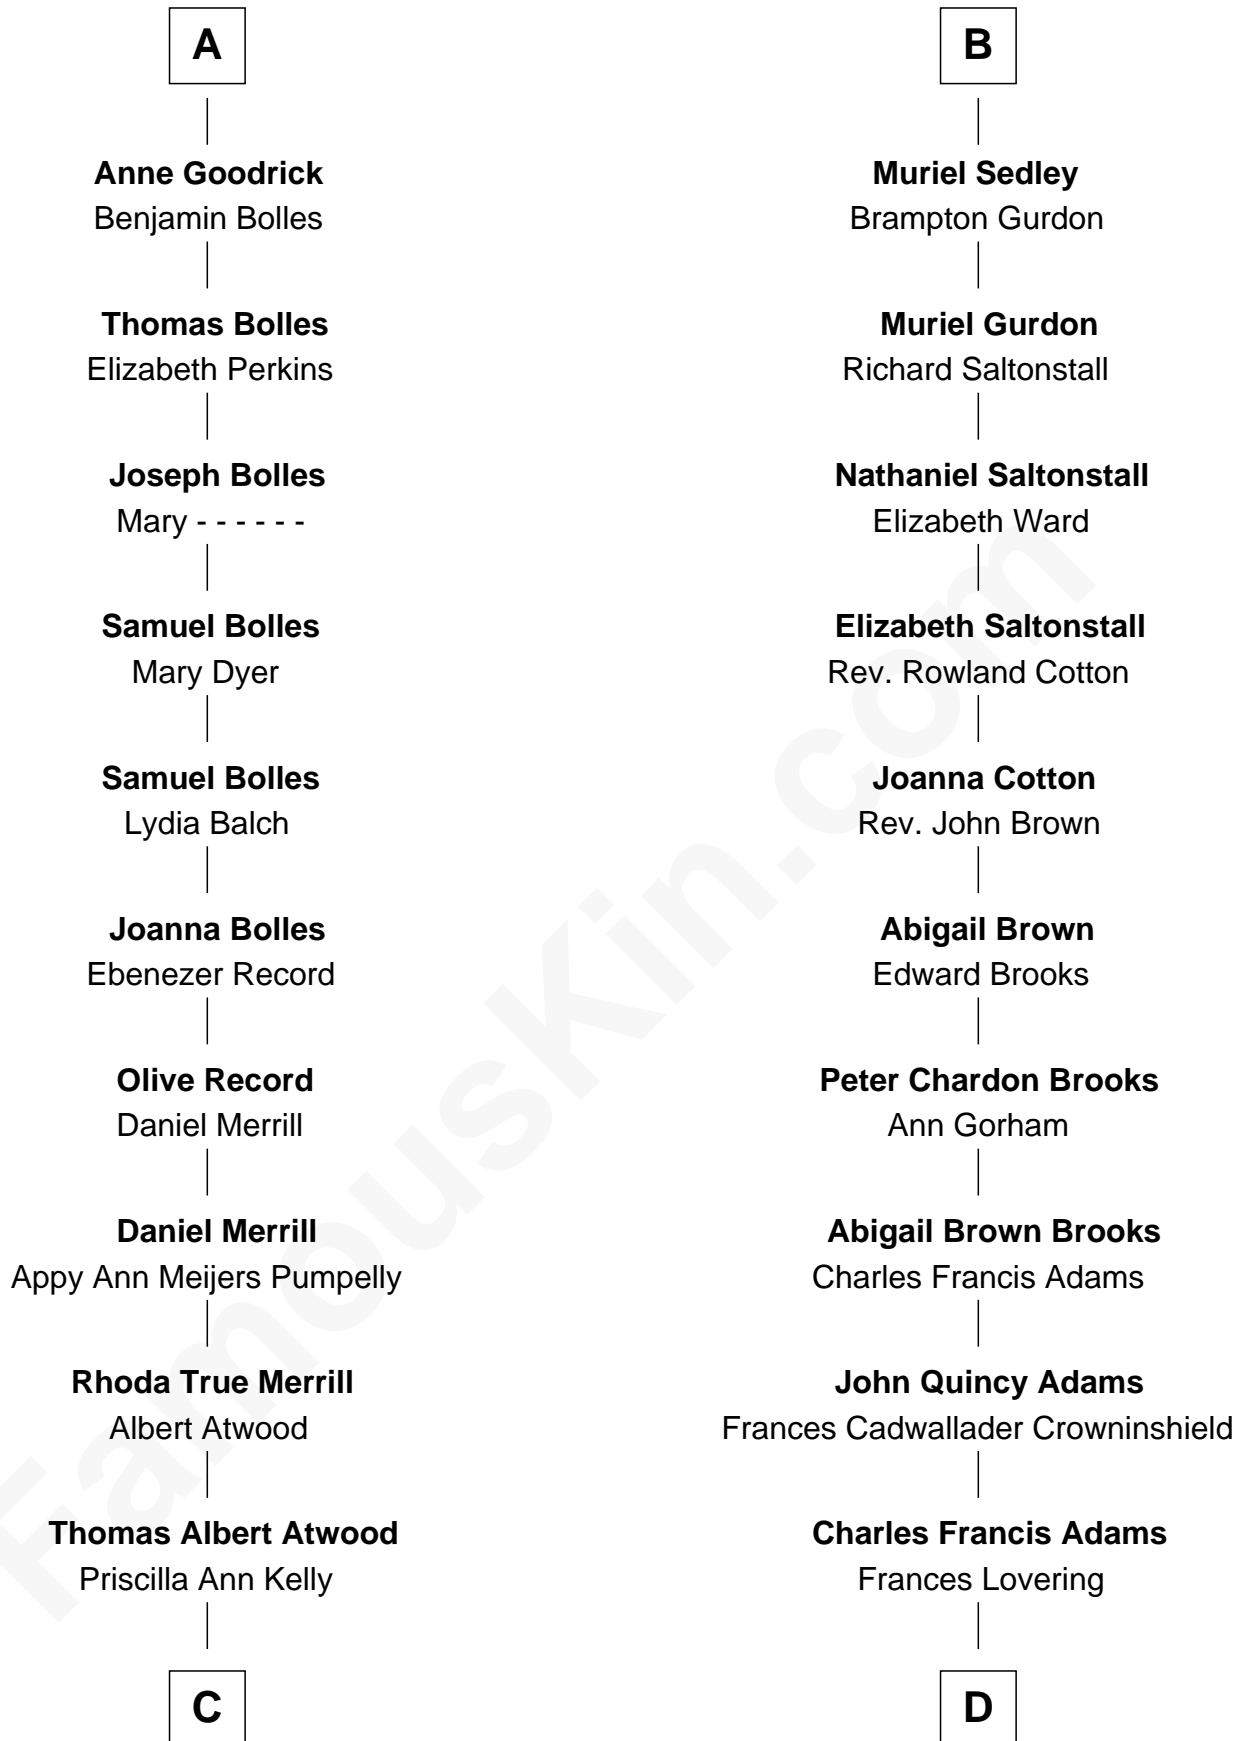 A
Anne Goodrick
Benjamin Bolles
Thomas Bolles
Elizabeth Perkins
Joseph Bolles
Mary - - - - - -
Samuel Bolles
Mary Dyer
Samuel Bolles
Lydia Balch
Joanna Bolles
Ebenezer Record
Olive Record
Daniel Merrill
Daniel Merrill
Appy Ann Meijers Pumpelly
Rhoda True Merrill
Albert Atwood
Thomas Albert Atwood
Priscilla Ann Kelly
C
B
Muriel Sedley
Brampton Gurdon
Muriel Gurdon
Richard Saltonstall
Nathaniel Saltonstall
Elizabeth Ward
Elizabeth Saltonstall
Rev. Rowland Cotton
Joanna Cotton
Rev. John Brown
Abigail Brown
Edward Brooks
Peter Chardon Brooks
Ann Gorham
Abigail Brown Brooks
Charles Francis Adams
John Quincy Adams
Frances Cadwallader Crowninshield
Charles Francis Adams
Frances Lovering
D
FamousKin.com